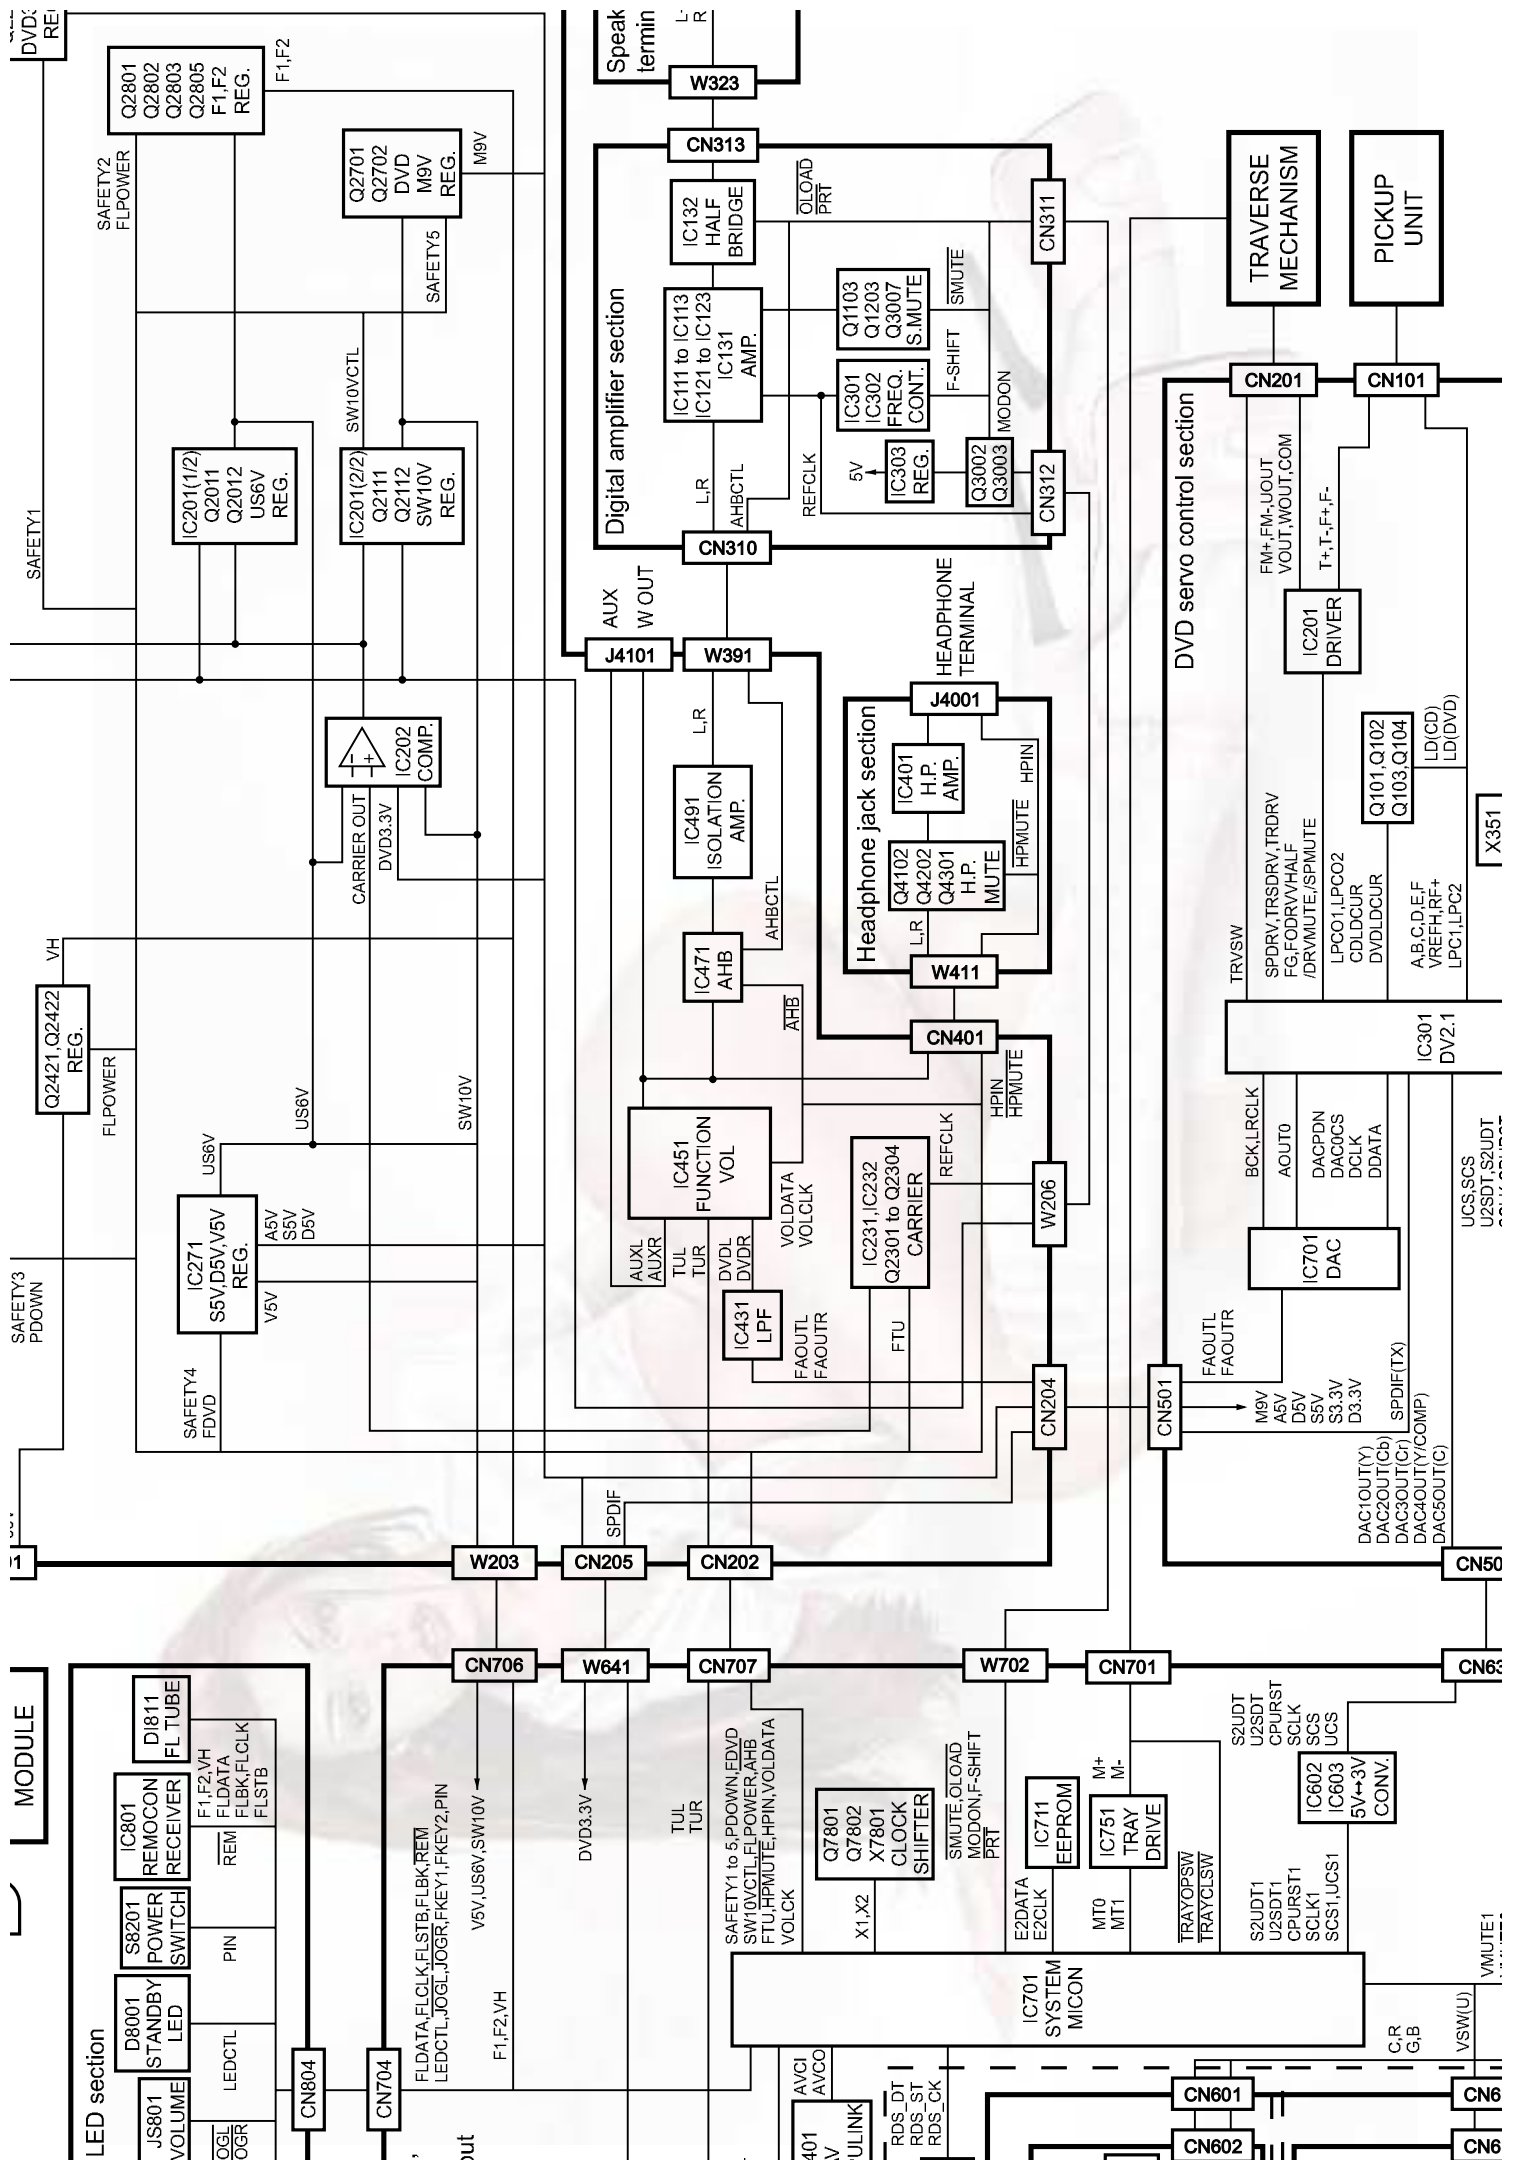 DVD
Q2801
Q2802
Q2803
Q2805
F1,F2
REG.
F1,F2
SAFETY2
FLPOWER
Q2701
Q2702
DVD
M9V
REG.
M9V
SAFETY5
SAFETY1
SW10VCTL
IC201(1/2)
Q2011
Q2012
US6V
REG.
IC201(2/2)
Q2111
Q2112
SW10V
REG.
IC202
COMP.
CARRIER OUT
DVD3.3V
VH
Q2421,Q2422
REG.
FLPOWER
US6V
SW10V
US6V
IC271
S5V,D5V,V5V
REG.
A5V
S5V
D5V
V5V
SAFETY3
PDOWN
SAFETY4
FDVD
Speak
termin
L-
R
W323
CN313
Digital amplifier section
IC132
HALF
BRIDGE
OLOAD
PRT
CN311
IC111 to IC113
IC121 to IC123
IC131
AMP.
Q1103
Q1203
Q3007
S.MUTE
SMUTE
IC301
IC302
FREQ.
CONT.
F-SHIFT
MODON
L,R
AHBCTL
REFCLK
5V
IC303
REG.
Q3002
Q3003
CN312
CN310
AUX
W OUT
J4101
W391
HEADPHONE
TERMINAL
J4001
Headphone jack section
IC401
H.P.
AMP.
HPIN
HPMUTE
Q4102
Q4202
Q4301
H.P.
MUTE
L,R
W411
CN401
L,R
IC491
ISOLATION
AMP.
AHBCTL
IC471
AHB
AHB
HPIN
HPMUTE
IC451
FUNCTION
VOL
VOLDATA
VOLCLK
REFCLK
IC231,IC232
Q2301 to Q2304
CARRIER
W206
AUXL
AUXR
TUL
TUR
DVDL
DVDR
IC431
LPF
FAOUTL
FAOUTR
FTU
CN204
SPDIF
W203
CN205
CN202
TRAVERSE
MECHANISM
PICKUP
UNIT
CN201
CN101
DVD servo control section
FM+,FM-,UOUT
VOUT,WOUT,COM
T+,T-,F+,F-
IC201
DRIVER
Q101,Q102
Q103,Q104
LD(CD)
LD(DVD)
X351
TRVSW
SPDRV,TRSDRV,TRDRV
FG,FODRVVHALF
/DRVMUTE,/SPMUTE
LPCO1,LPCO2
CDLDCUR
DVDLDCUR
A,B,C,D,E,F
VREFH,RF+
LPC1,LPC2
IC301
DV2.1
BCK,LRCLK
AOUT0
DACPDN
DAC0CS
DCLK
DDATA
UCS,SCS
U2SDT,S2UDT
IC701
DAC
FAOUTL
FAOUTR
CN501
M9V
A5V
D5V
S5V
S3.3V
D3.3V
SPDIF(TX)
DAC1OUT(Y)
DAC2OUT(Cb)
DAC3OUT(Cr)
DAC4OUT(Y/COMP)
DAC5OUT(C)
CN50
CN706
W641
CN707
W702
CN701
CN63
MODULE
DI811
FL TUBE
F1,F2,VH
FLDATA
FLBK,FLCLK
FLSTB
IC801
REMOCON
RECEIVER
REM
S8201
POWER
SWITCH
PIN
D8001
STANDBY
LED
LEDCTL
LED section
JS801
VOLUME
CN804
CN704
FLDATA,FLCLK,FLSTB,FLBK,REM
LEDCTL,JOGL,JOGR,FKEY1,FKEY2,PIN
V5V,US6V,SW10V
F1,F2,VH
DVD3.3V
TUL
TUR
SAFETY1 to 5,PDOWN,FDVD
SW10VCTL,FLPOWER,AHB
FTU,HPMUTE,HPIN,VOLDATA
VOLCK
Q7801
Q7802
X7801
CLOCK
SHIFTER
X1,X2
SMUTE,OLOAD
MODON,F-SHIFT
PRT
IC711
EEPROM
E2DATA
E2CLK
M+
M-
IC751
TRAY
DRIVE
MT0
MT1
TRAYOPSW
TRAYCLSW
S2UDT
U2SDT
CPURST
SCLK
SCS
UCS
IC602
IC603
5V↔3V
CONV.
S2UDT1
U2SDT1
CPURST1
SCLK1
SCS1,UCS1
IC701
SYSTEM
MICON
VMUTE1
VSW(U)
C,R
G,B
AVCI
AVCO
RDS_DT
RDS_ST
RDS_CK
CN601
CN602
CN6
CN6